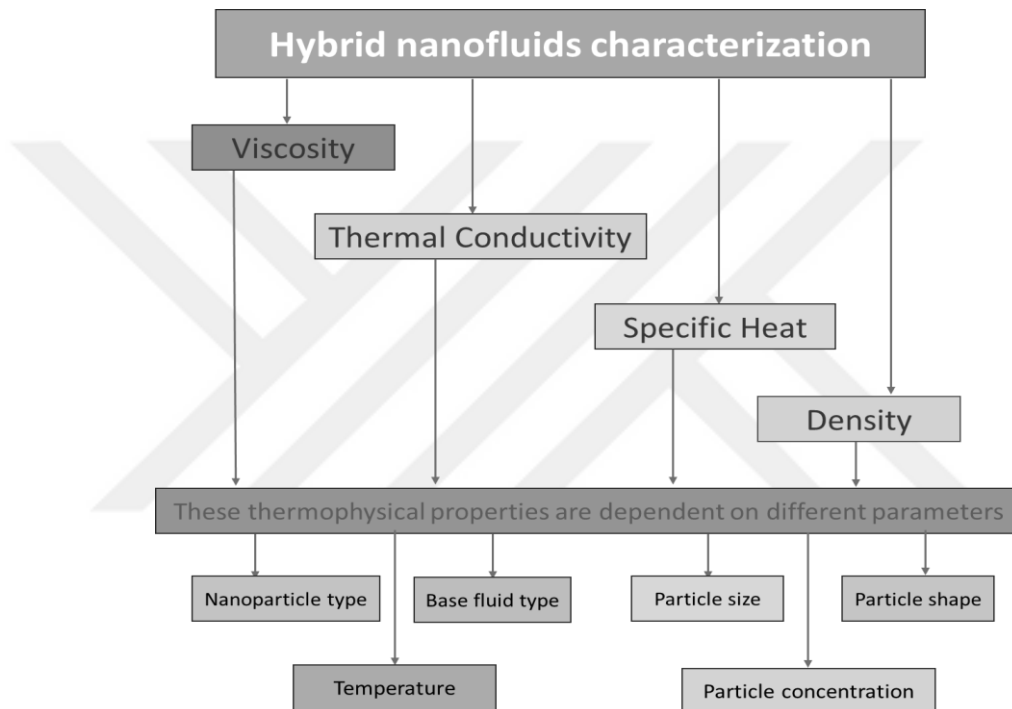 Hybrid nanofluids characterization
Viscosity
Thermal Conductivity
Specific Heat
Density
These thermophysical properties are dependent on different parameters
Nanoparticle type
Base fluid type
Particle size
Particle shape
Temperature
Particle concentration